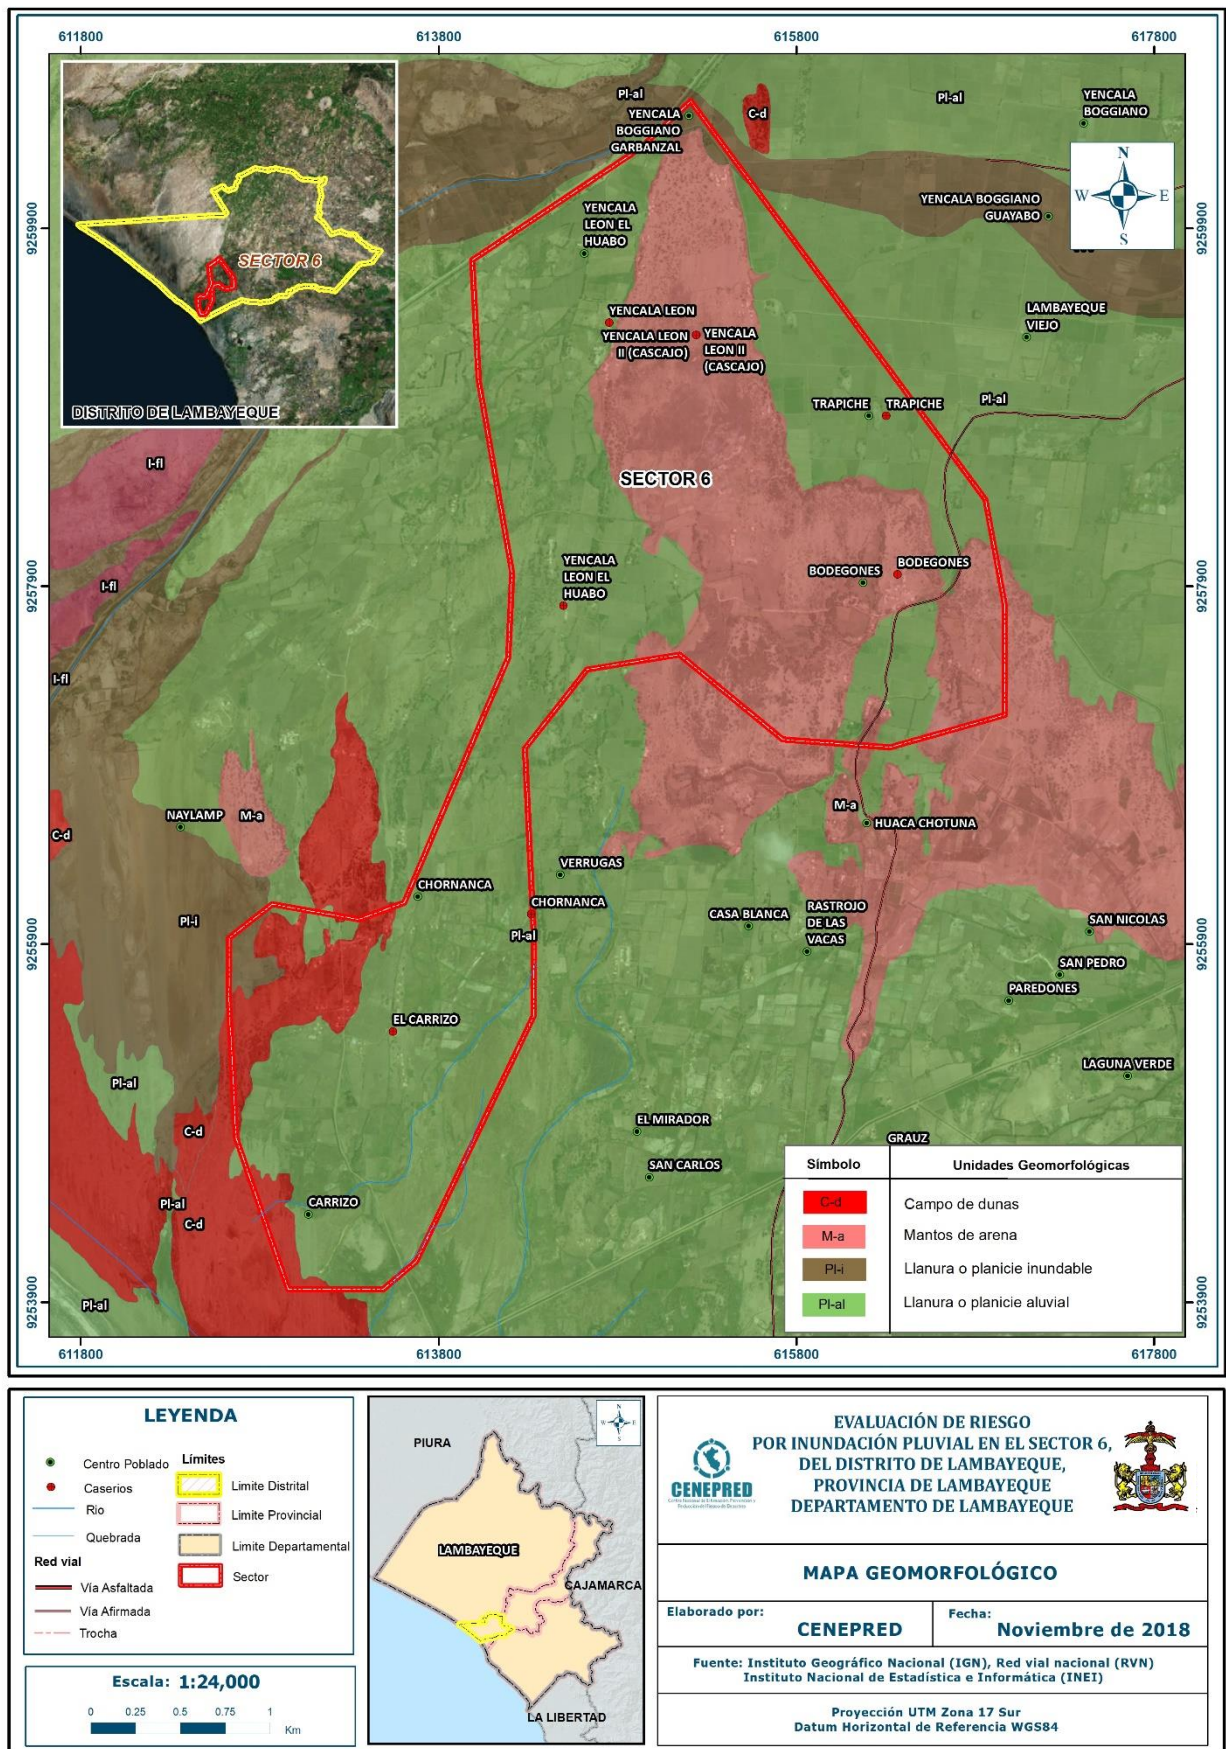 611800
613800
615800
617800
9259900
9257900
9255900
9253900
9259900
9257900
9255900
9253900
SECTOR 6
DISTRITO DE LAMBAYEQUE
Pl-al
YENCALA
BOGGIANO
GARBANZAL
C-d
Pl-al
YENCALA
BOGGIANO
N
W
E
S
YENCALA BOGGIANO
GUAYABO
YENCALA
LEON EL
HUABO
LAMBAYEQUE
VIEJO
YENCALA LEON
YENCALA LEON
II (CASCAJO)
YENCALA
LEON II
(CASCAJO)
TRAPICHE
TRAPICHE
Pl-al
I-fl
SECTOR 6
I-fl
YENCALA
LEON EL
HUABO
BODEGONES
BODEGONES
I-fl
NAYLAMP
M-a
C-d
M-a
HUACA CHOTUNA
VERRUGAS
CHORNANCA
CHORNANCA
CASA BLANCA
RASTROJO
DE LAS
VACAS
SAN NICOLAS
Pl-i
Pl-al
SAN PEDRO
PAREDONES
EL CARRIZO
LAGUNA VERDE
Pl-al
C-d
EL MIRADOR
GRAUZ
SAN CARLOS
Pl-al
C-d
CARRIZO
Pl-al
Símbolo
Unidades Geomorfológicas
C-d
Campo de dunas
M-a
Mantos de arena
Pl-i
Llanura o planicie inundable
Pl-al
Llanura o planicie aluvial
611800
613800
615800
617800
LEYENDA
Centro Poblado
Caserios
Rio
Quebrada
Red vial
Vía Asfaltada
Vía Afirmada
Trocha
Límites
Limite Distrital
Limite Provincial
Limite Departamental
Sector
Escala: 1:24,000
0
0.25
0.5
0.75
1
Km
PIURA
N
W
E
S
LAMBAYEQUE
CAJAMARCA
LA LIBERTAD
CENEPRED
EVALUACIÓN DE RIESGO
POR INUNDACIÓN PLUVIAL EN EL SECTOR 6,
DEL DISTRITO DE LAMBAYEQUE,
PROVINCIA DE LAMBAYEQUE
DEPARTAMENTO DE LAMBAYEQUE
MAPA GEOMORFOLÓGICO
Elaborado por:
CENEPRED
Fecha:
Noviembre de 2018
Fuente: Instituto Geográfico Nacional (IGN), Red vial nacional (RVN)
Instituto Nacional de Estadística e Informática (INEI)
Proyección UTM Zona 17 Sur
Datum Horizontal de Referencia WGS84